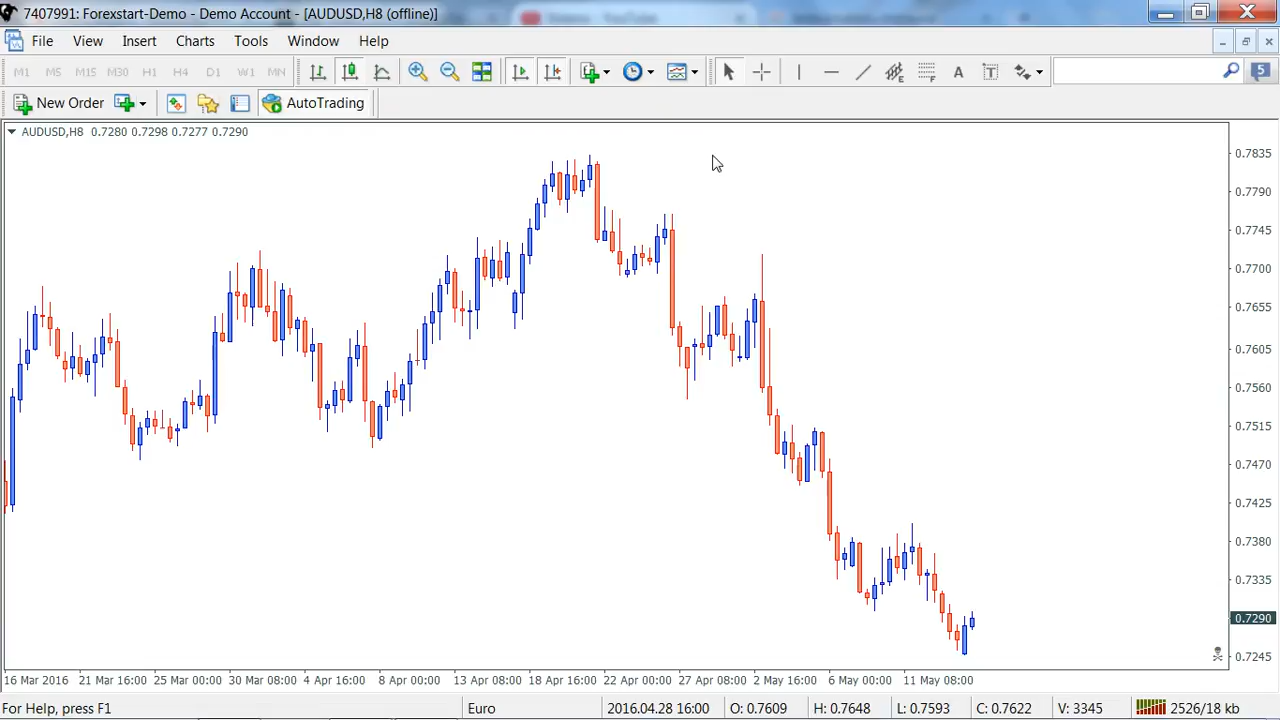 7407991: Forexstart-Demo - Demo Account - [AUDUSD,H8 (offline)]
File View Insert Charts Tools Window Help
M1 M5 M15 M30 H1 H4 D1 W1 MN E F A T 5
New Order AutoTrading
AUDUSD,H8 0.7280 0.7298 0.7277 0.7290
0.7835
0.7790
0.7745
0.7700
0.7655
0.7605
0.7560
0.7515
0.7470
0.7425
0.7380
0.7335
0.7290
0.7245
16 Mar 2016 21 Mar 16:00 25 Mar 00:00 30 Mar 08:00 4 Apr 16:00 8 Apr 00:00 13 Apr 08:00 18 Apr 16:00 22 Apr 00:00 27 Apr 08:00 2 May 16:00 6 May 00:00 11 May 08:00
For Help, press F1 Euro 2016.04.28 16:00 O: 0.7609 H: 0.7648 L: 0.7593 C: 0.7622 V: 3345 2526/18 kb